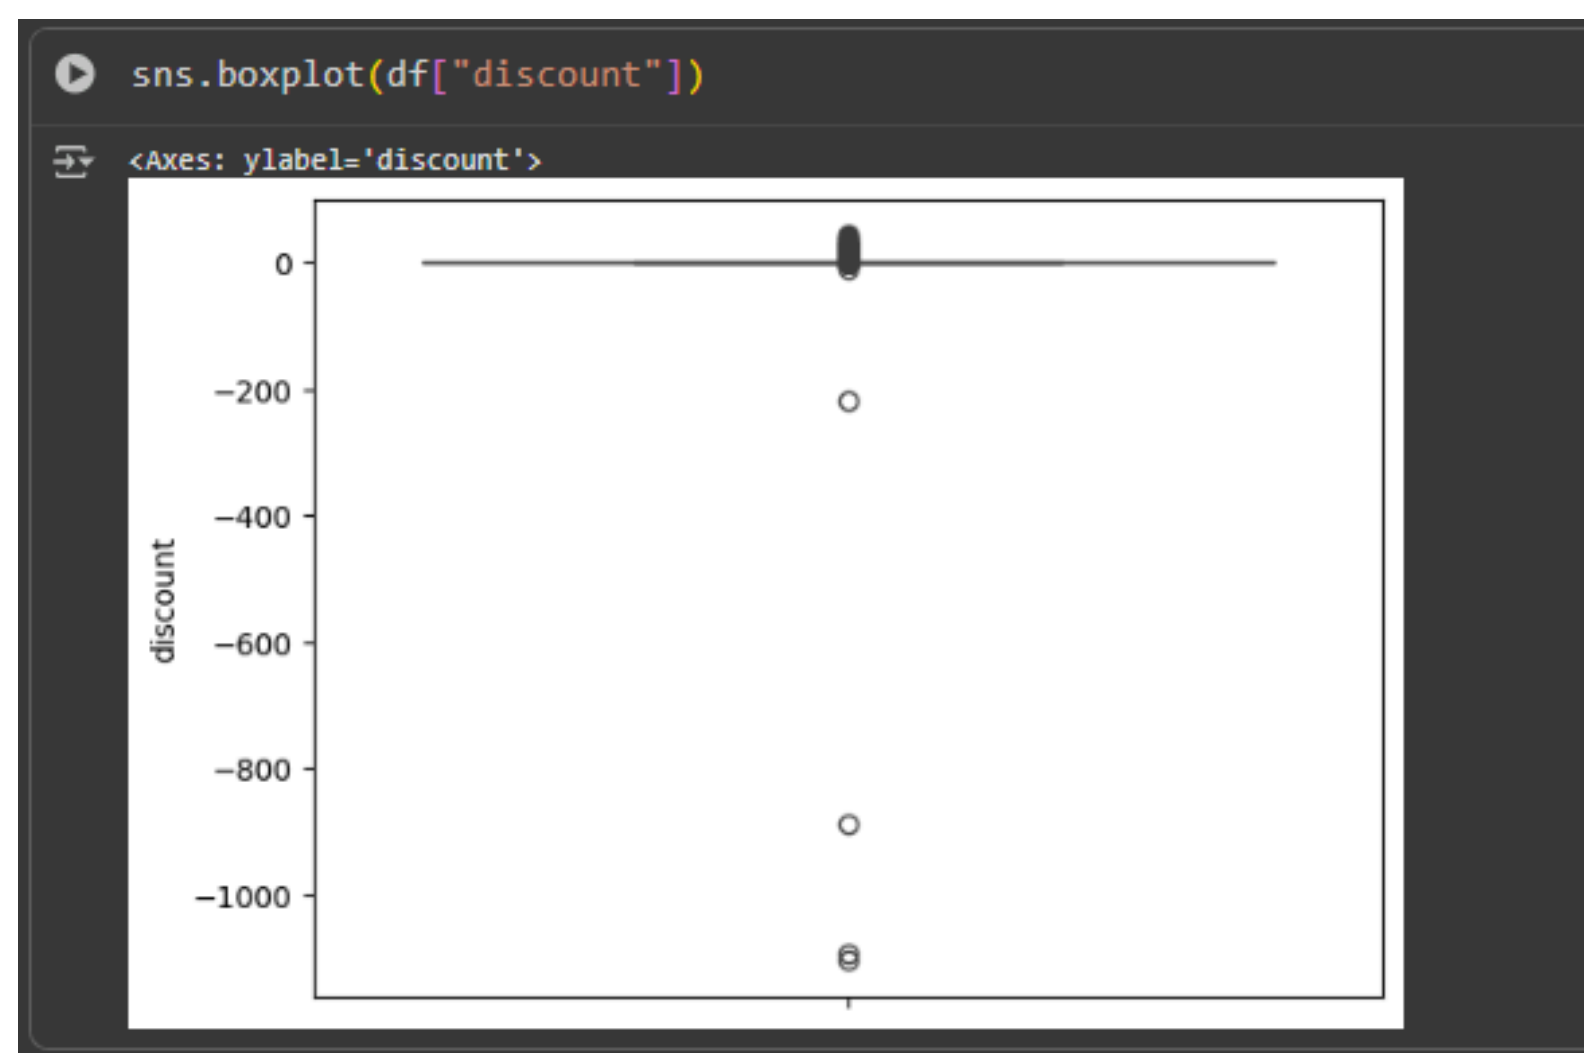 sns.boxplot(df["discount"])
<Axes: ylabel='discount'>
0
−200
−400
−600
−800
−1000
discount